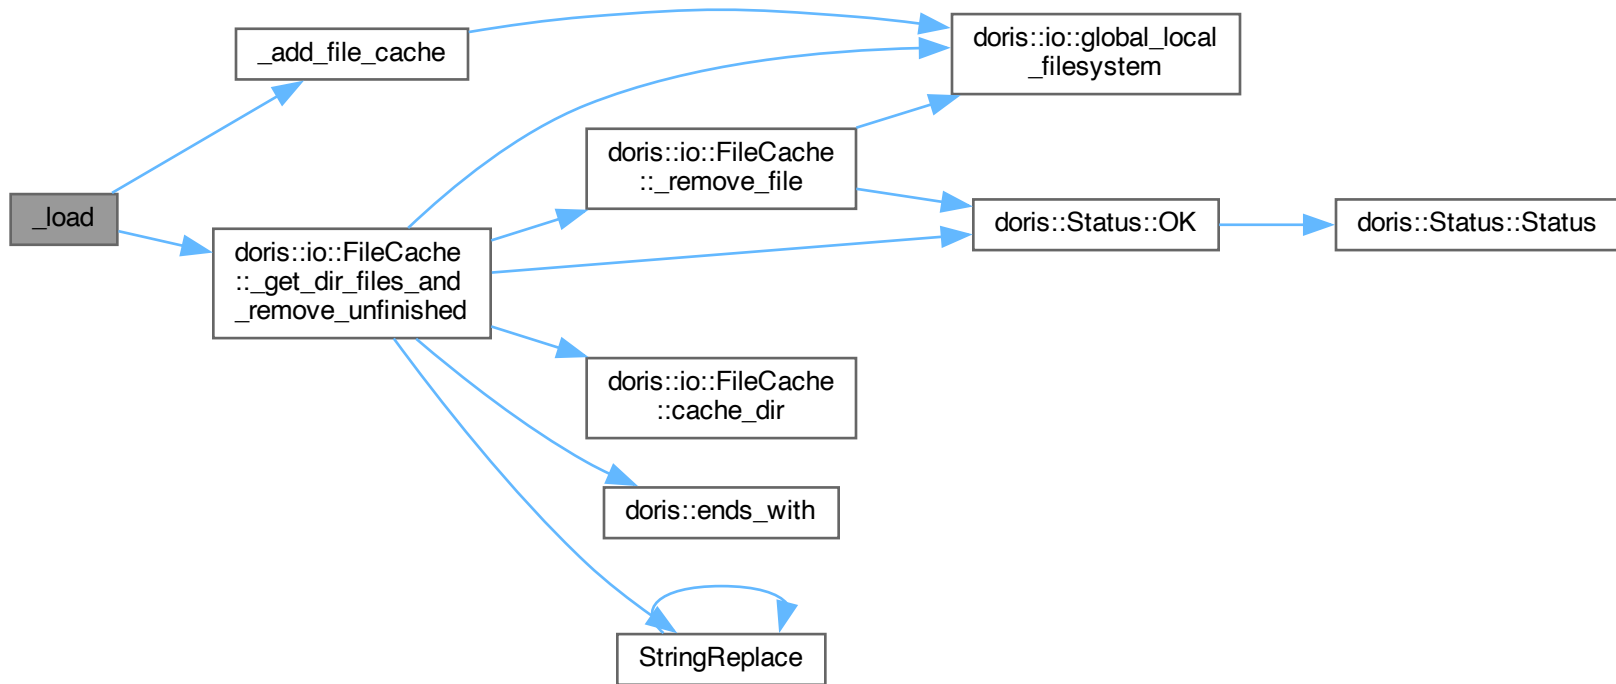 _load
_add_file_cache
doris::io::FileCache
::_get_dir_files_and
_remove_unfinished
doris::io::global_local
_filesystem
doris::io::FileCache
::_remove_file
doris::Status::OK
doris::Status::Status
doris::io::FileCache
::cache_dir
doris::ends_with
StringReplace